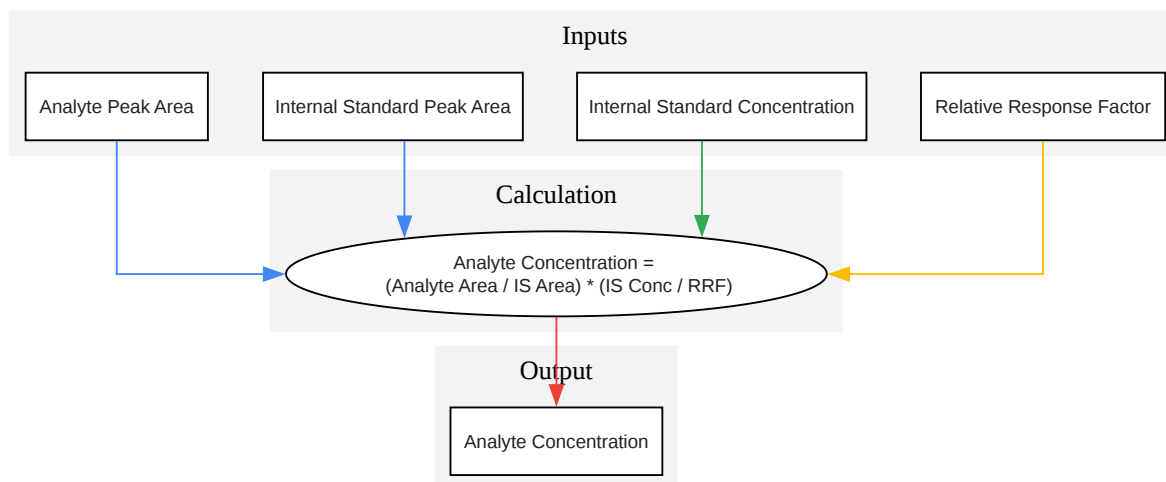 Inputs
Analyte Peak Area
Internal Standard Peak Area
Internal Standard Concentration
Relative Response Factor
Calculation
Analyte Concentration =
(Analyte Area / IS Area) * (IS Conc / RRF)
Output
Analyte Concentration